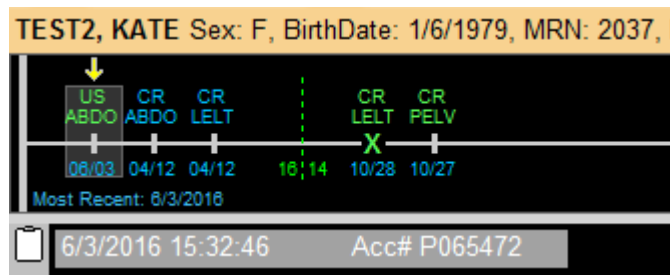 TEST2, KATE Sex: F, BirthDate: 1/6/1979, MRN: 2037,
US CR CR CR CR
ABDO ABDO LELT LELT PELV
X
06/03 04/12 04/12 16 14 10/28 10/27
Most Recent: 6/3/2016
6/3/2016 15:32:46 Acc# P065472